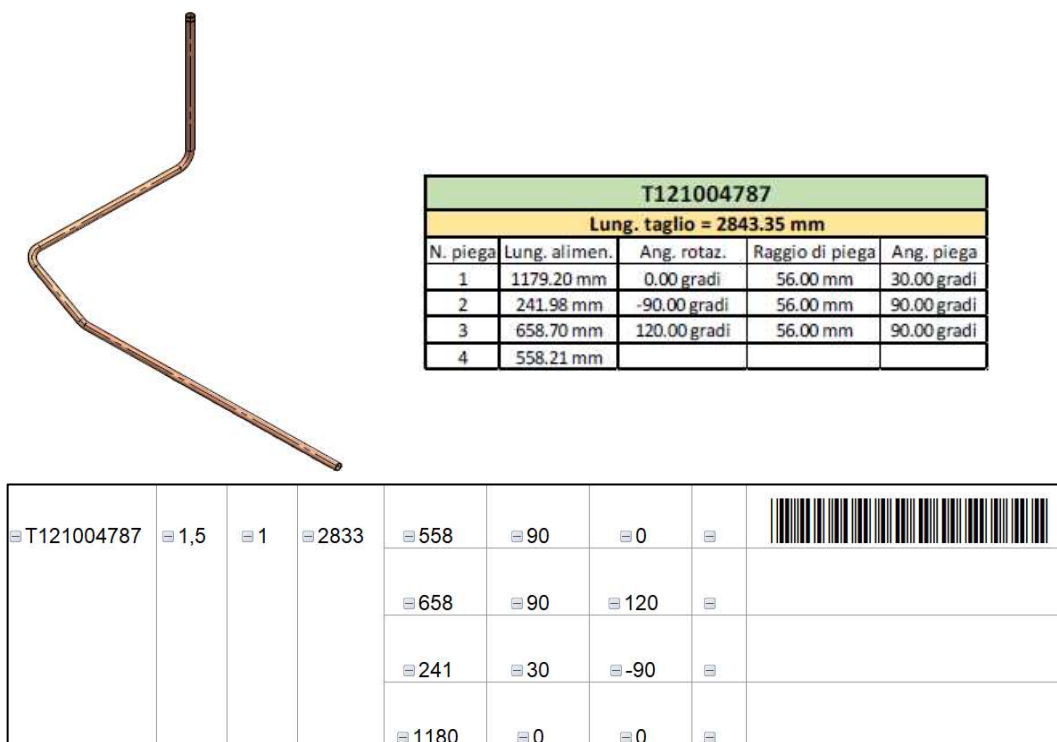 T121004787
Lung. taglio = 2843.35 mm
N. piega Lung. alimen. Ang. rotaz. Raggio di piega Ang. piega
1 1179.20 mm 0.00 gradi 56.00 mm 30.00 gradi
2 241.98 mm -90.00 gradi 56.00 mm 90.00 gradi
3 658.70 mm 120.00 gradi 56.00 mm 90.00 gradi
4 558.21 mm
T121004787 1,5 1 2833 558 90 0
658 90 120
241 30 -90
1180 0 0